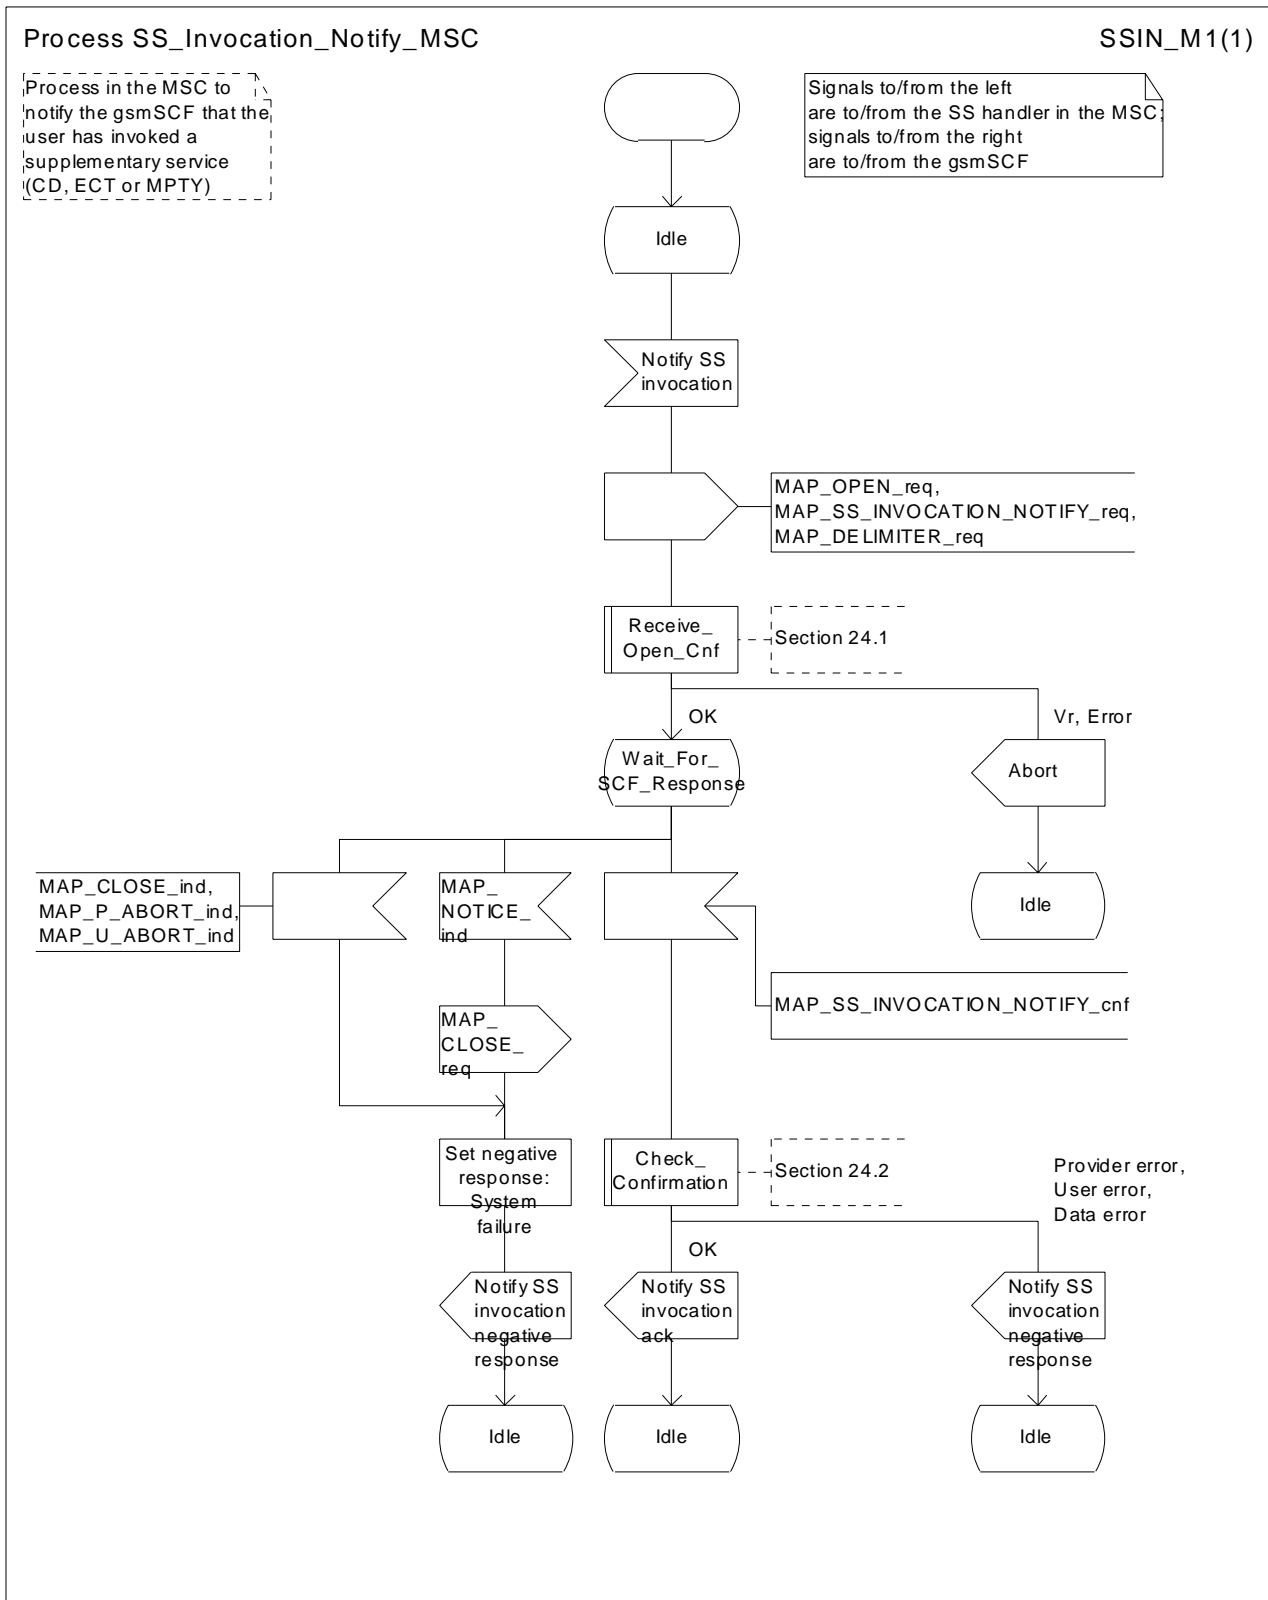 Process SS_Invocation_Notify_MSC
SSIN_M1(1)
Process in the MSC to
notify the gsmSCF that the
user has invoked a
supplementary service
(CD, ECT or MPTY)
Signals to/from the left
are to/from the SS handler in the MSC;
signals to/from the right
are to/from the gsmSCF
Idle
Notify SS
invocation
MAP_OPEN_req,
MAP_SS_INVOCATION_NOTIFY_req,
MAP_DELIMITER_req
Receive_
Open_Cnf
Section 24.1
OK
Vr, Error
Wait_For_
SCF_Response
Abort
MAP_CLOSE_ind,
MAP_P_ABORT_ind,
MAP_U_ABORT_ind
MAP_
NOTICE_
ind
Idle
MAP_SS_INVOCATION_NOTIFY_cnf
MAP_
CLOSE_
req
Set negative
response:
System
failure
Check_
Confirmation
Section 24.2
Provider error,
User error,
Data error
OK
Notify SS
invocation
negative
response
Notify SS
invocation
ack
Notify SS
invocation
negative
response
Idle
Idle
Idle